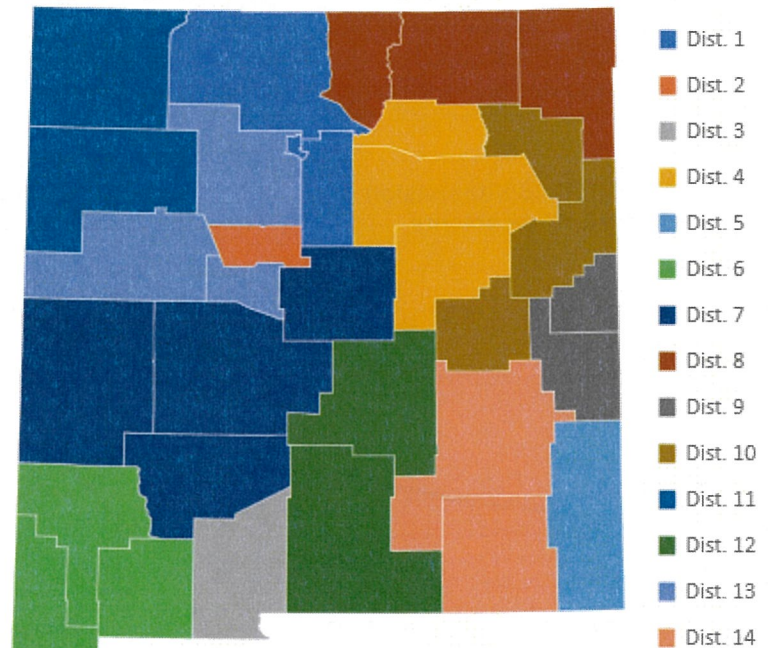 Dist. 1
Dist. 2
Dist. 3
Dist. 4
Dist. 5
Dist. 6
Dist. 7
Dist. 8
Dist. 9
Dist. 10
Dist. 11
Dist. 12
Dist. 13
Dist. 14